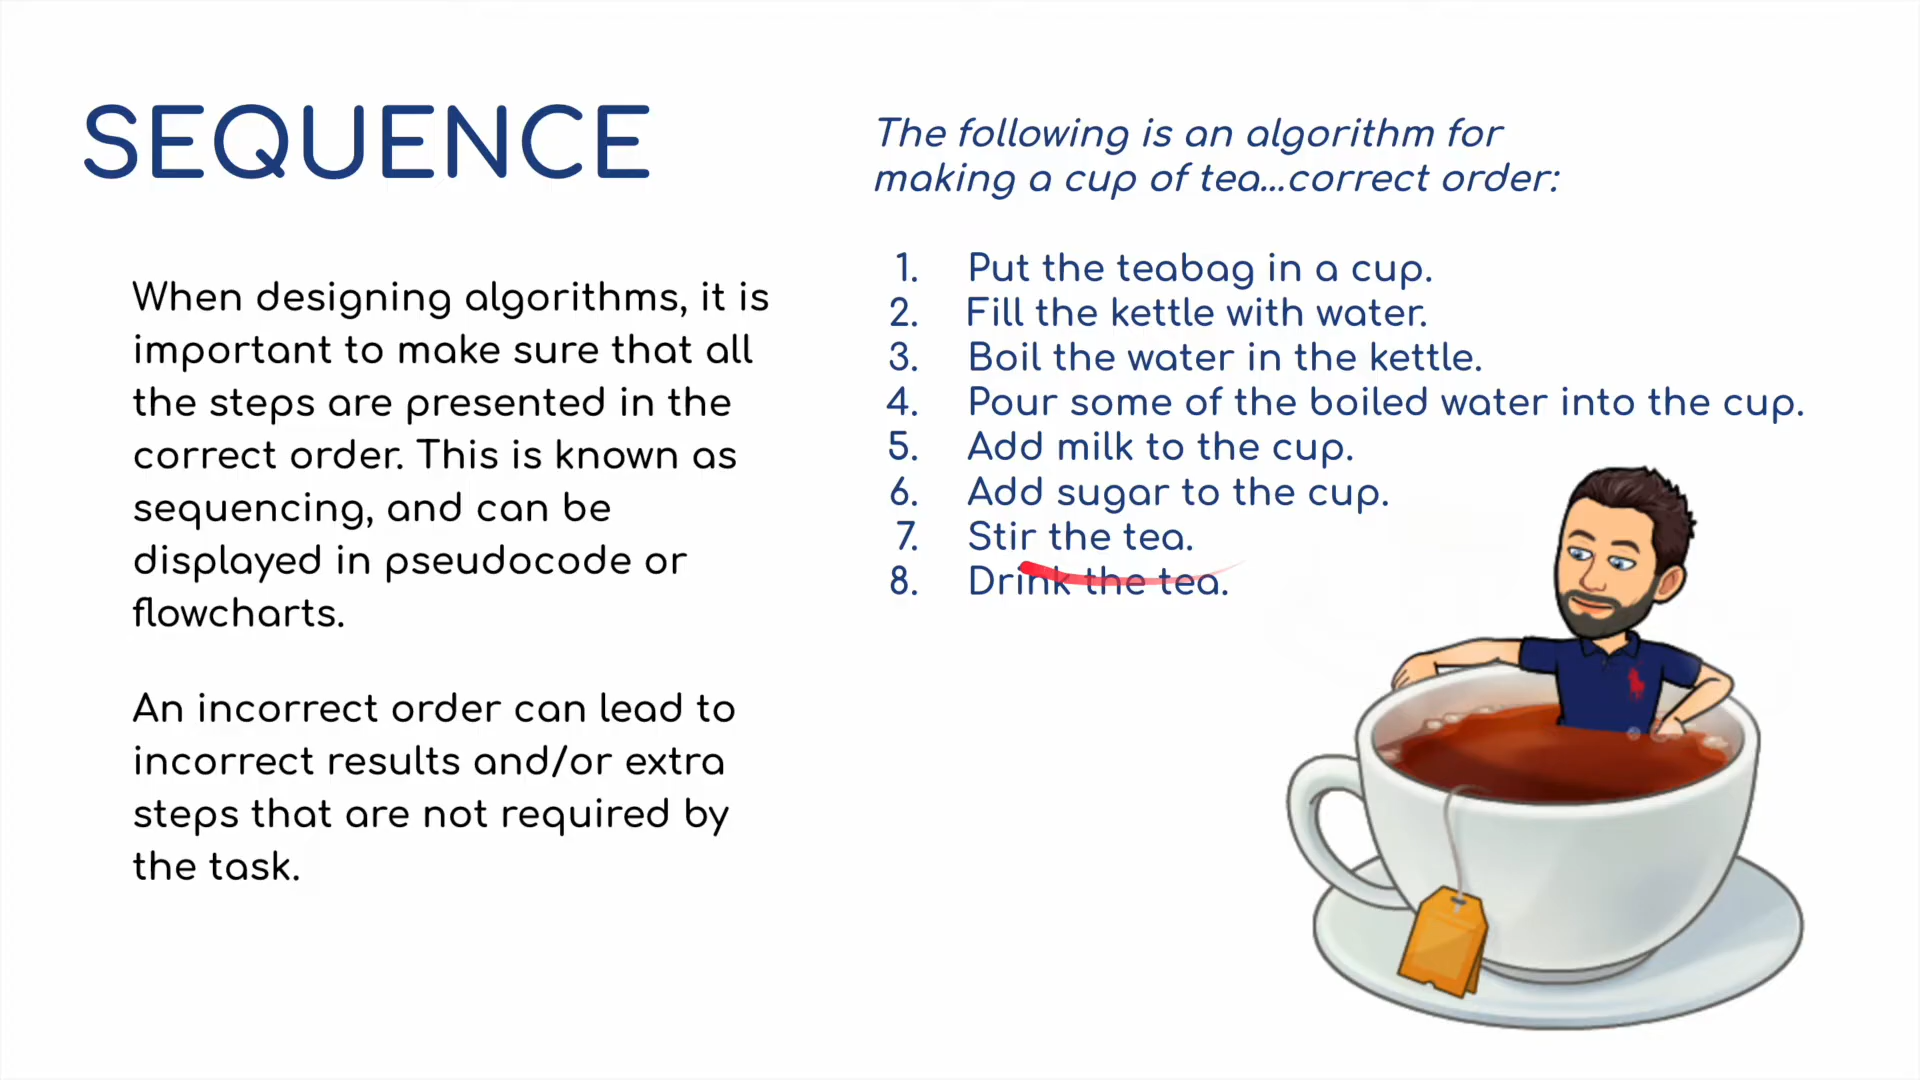 SEQUENCE
When designing algorithms, it is
important to make sure that all
the steps are presented in the
correct order. This is known as
sequencing, and can be
displayed in pseudocode or
flowcharts.
An incorrect order can lead to
incorrect results and/or extra
steps that are not required by
the task.
The following is an algorithm for
making a cup of tea...correct order:
1. Put the teabag in a cup.
2. Fill the kettle with water.
3. Boil the water in the kettle.
4. Pour some of the boiled water into the cup.
5. Add milk to the cup.
6. Add sugar to the cup.
7. Stir the tea.
8. Drink the tea.